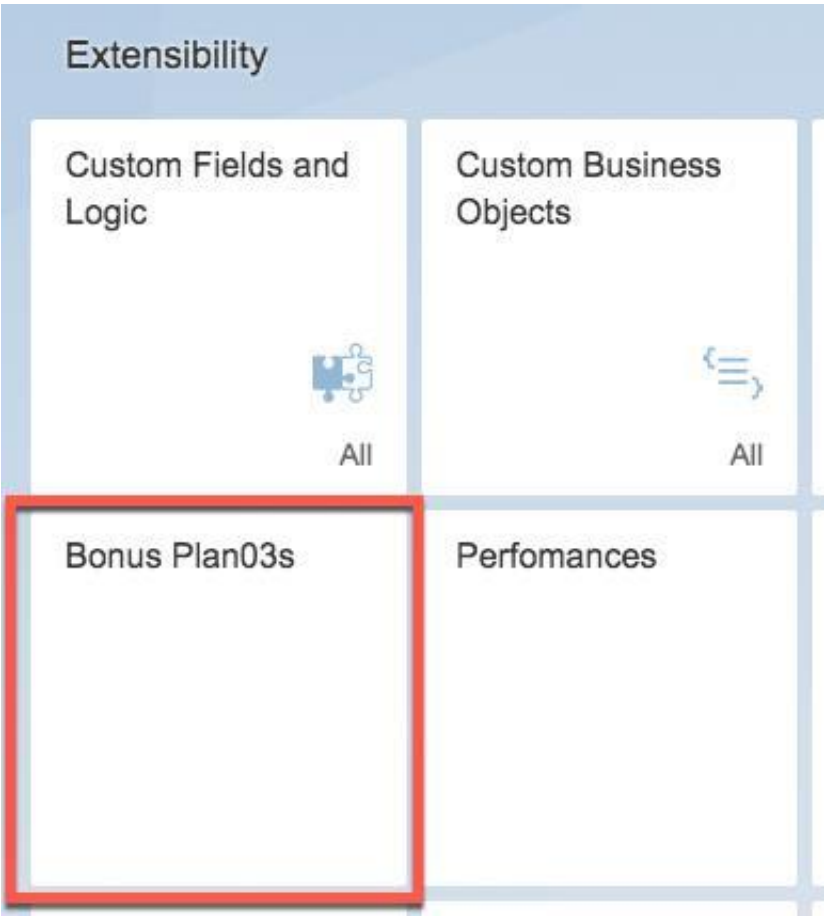 Extensibility
Custom Fields and
Logic
All
Custom Business
Objects
All
Bonus Plan03s
Perfomances